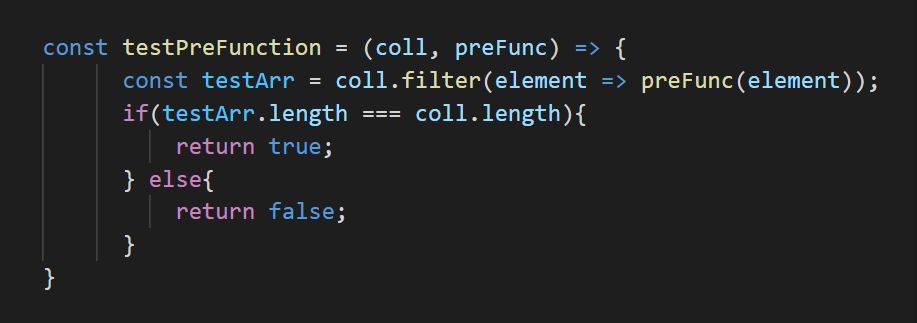 const testPreFunction = (coll, preFunc) => {
const testArr = coll.filter(element => preFunc(element));
if(testArr.length === coll.length){
return true;
} else{
return false;
}
}